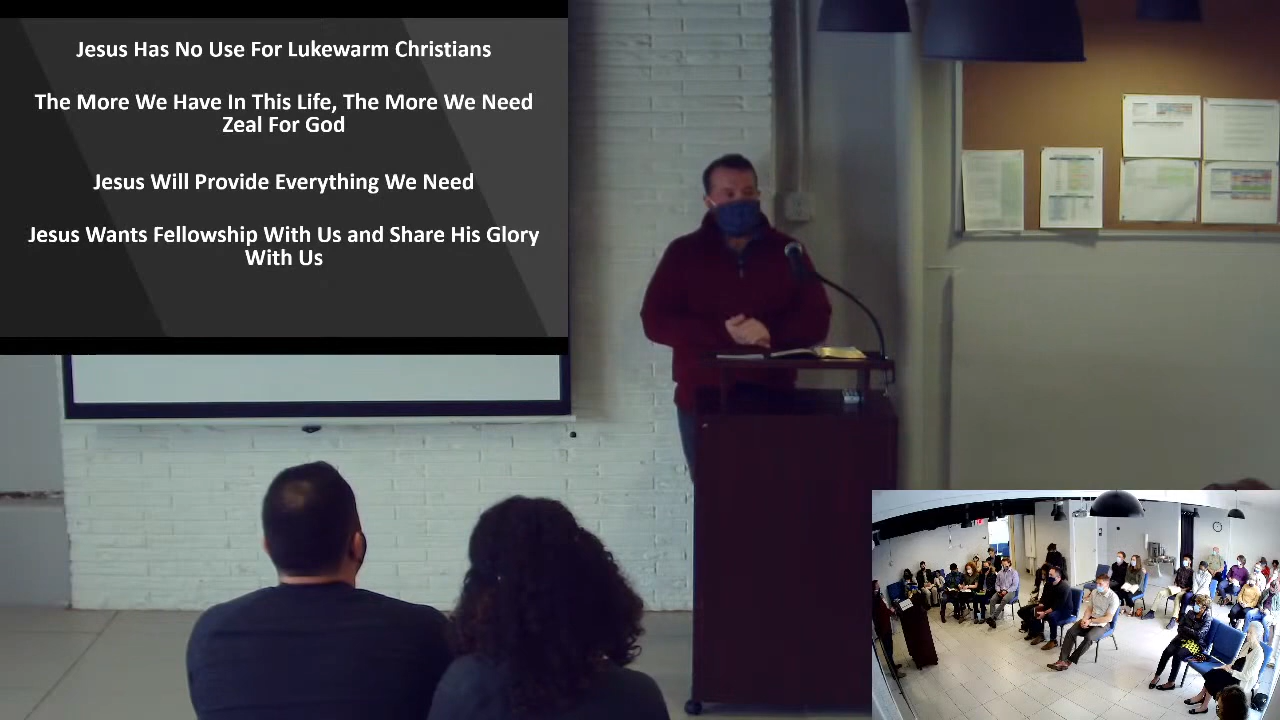 Jesus Has No Use For Lukewarm Christians
The More We Have In This Life, The More We Need
Zeal For God
Jesus Will Provide Everything We Need
Jesus Wants Fellowship With Us and Share His Glory
With Us